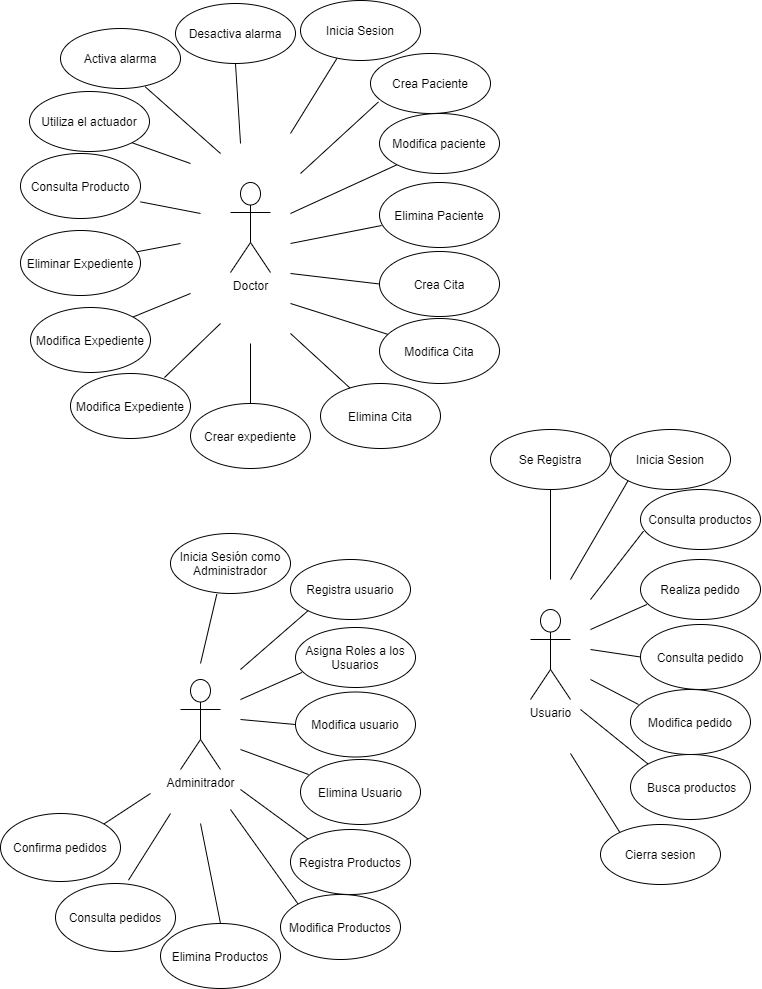 Inicia Sesion
Desactiva alarma
Activa alarma
Crea Paciente
Utiliza el actuador
Modifica paciente
Consulta Producto
Elimina Paciente
Eliminar Expediente
Doctor
Crea Cita
Modifica Expediente
Modifica Cita
Modifica Expediente
Elimina Cita
Crear expediente
Se Registra
Inicia Sesion
Consulta productos
Realiza pedido
Consulta pedido
Usuario
Modifica pedido
Busca productos
Cierra sesion
Inicia Sesión como
Administrador
Registra usuario
Asigna Roles a los
Usuarios
Modifica usuario
Adminitrador
Elimina Usuario
Confirma pedidos
Registra Productos
Consulta pedidos
Modifica Productos
Elimina Productos